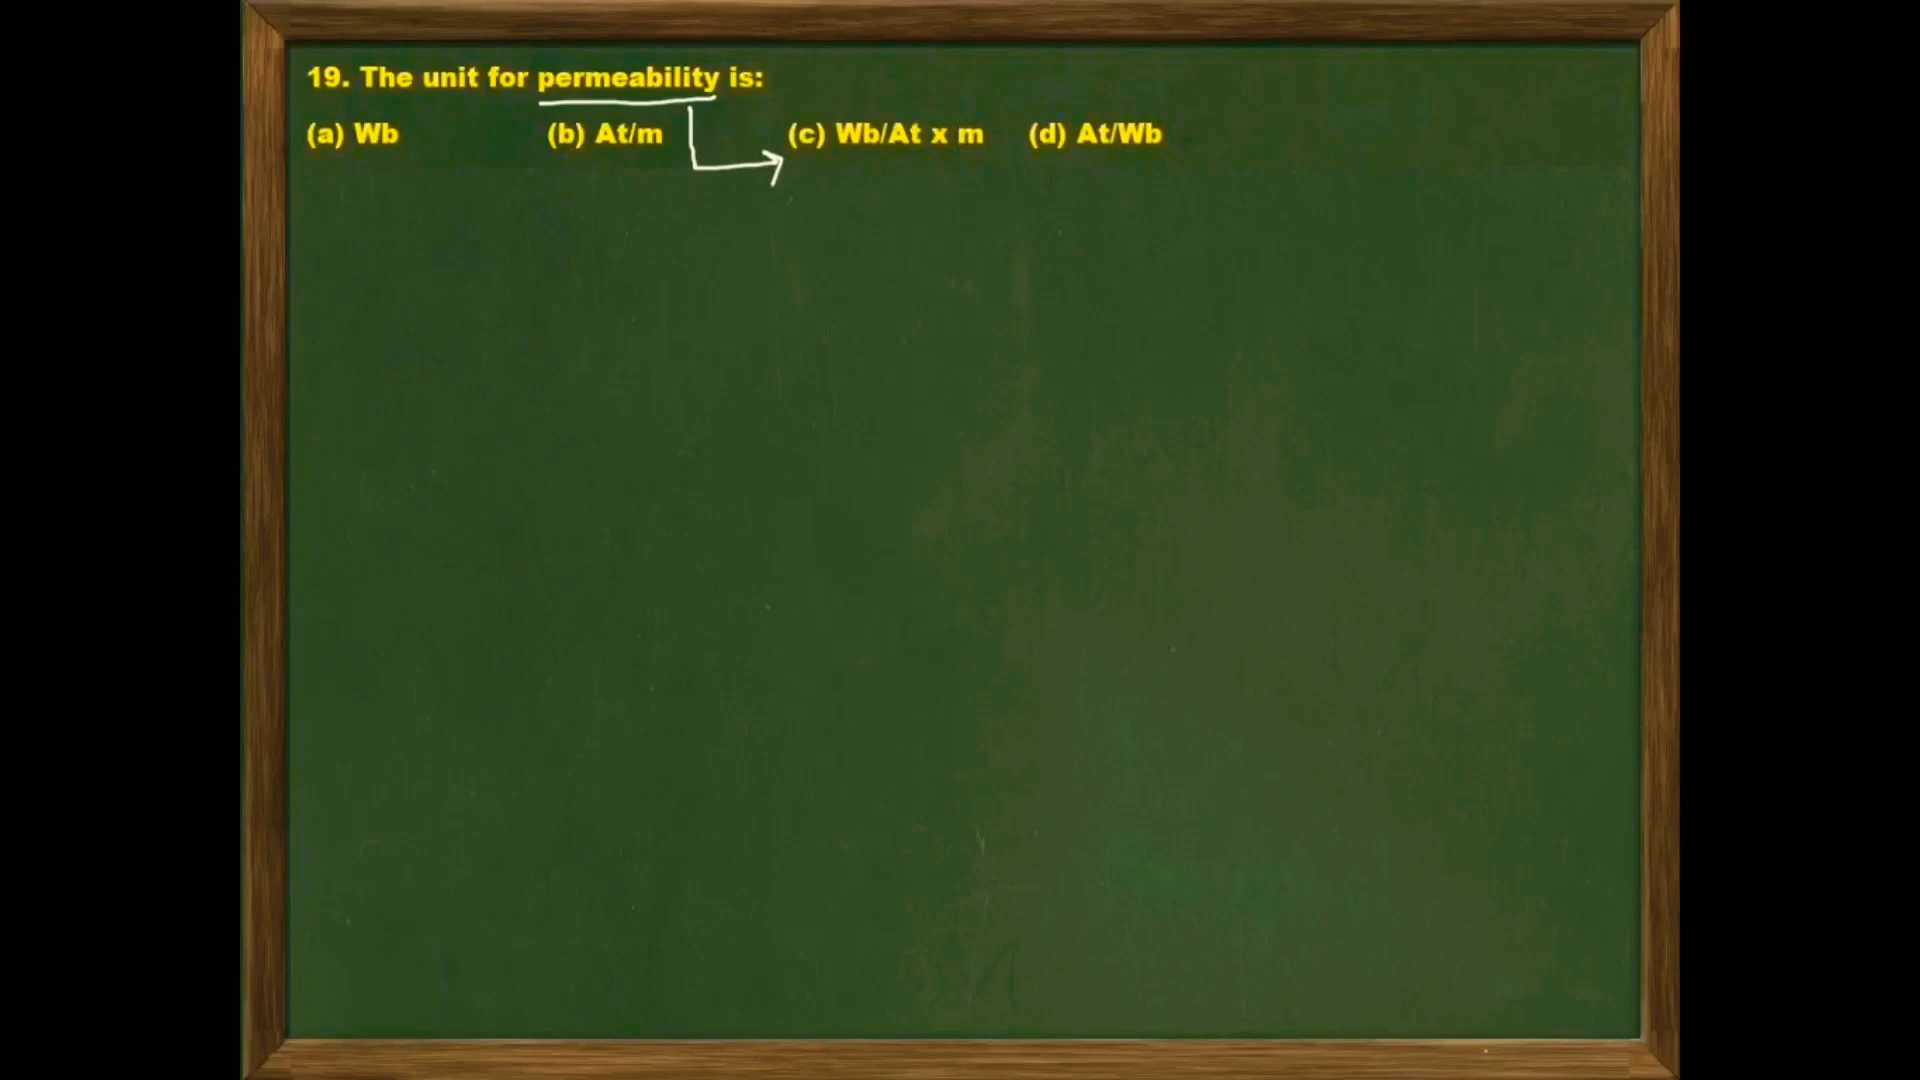 19. The unit for permeability is:
(a) Wb (b) At/m (c) Wb/At x m (d) At/Wb